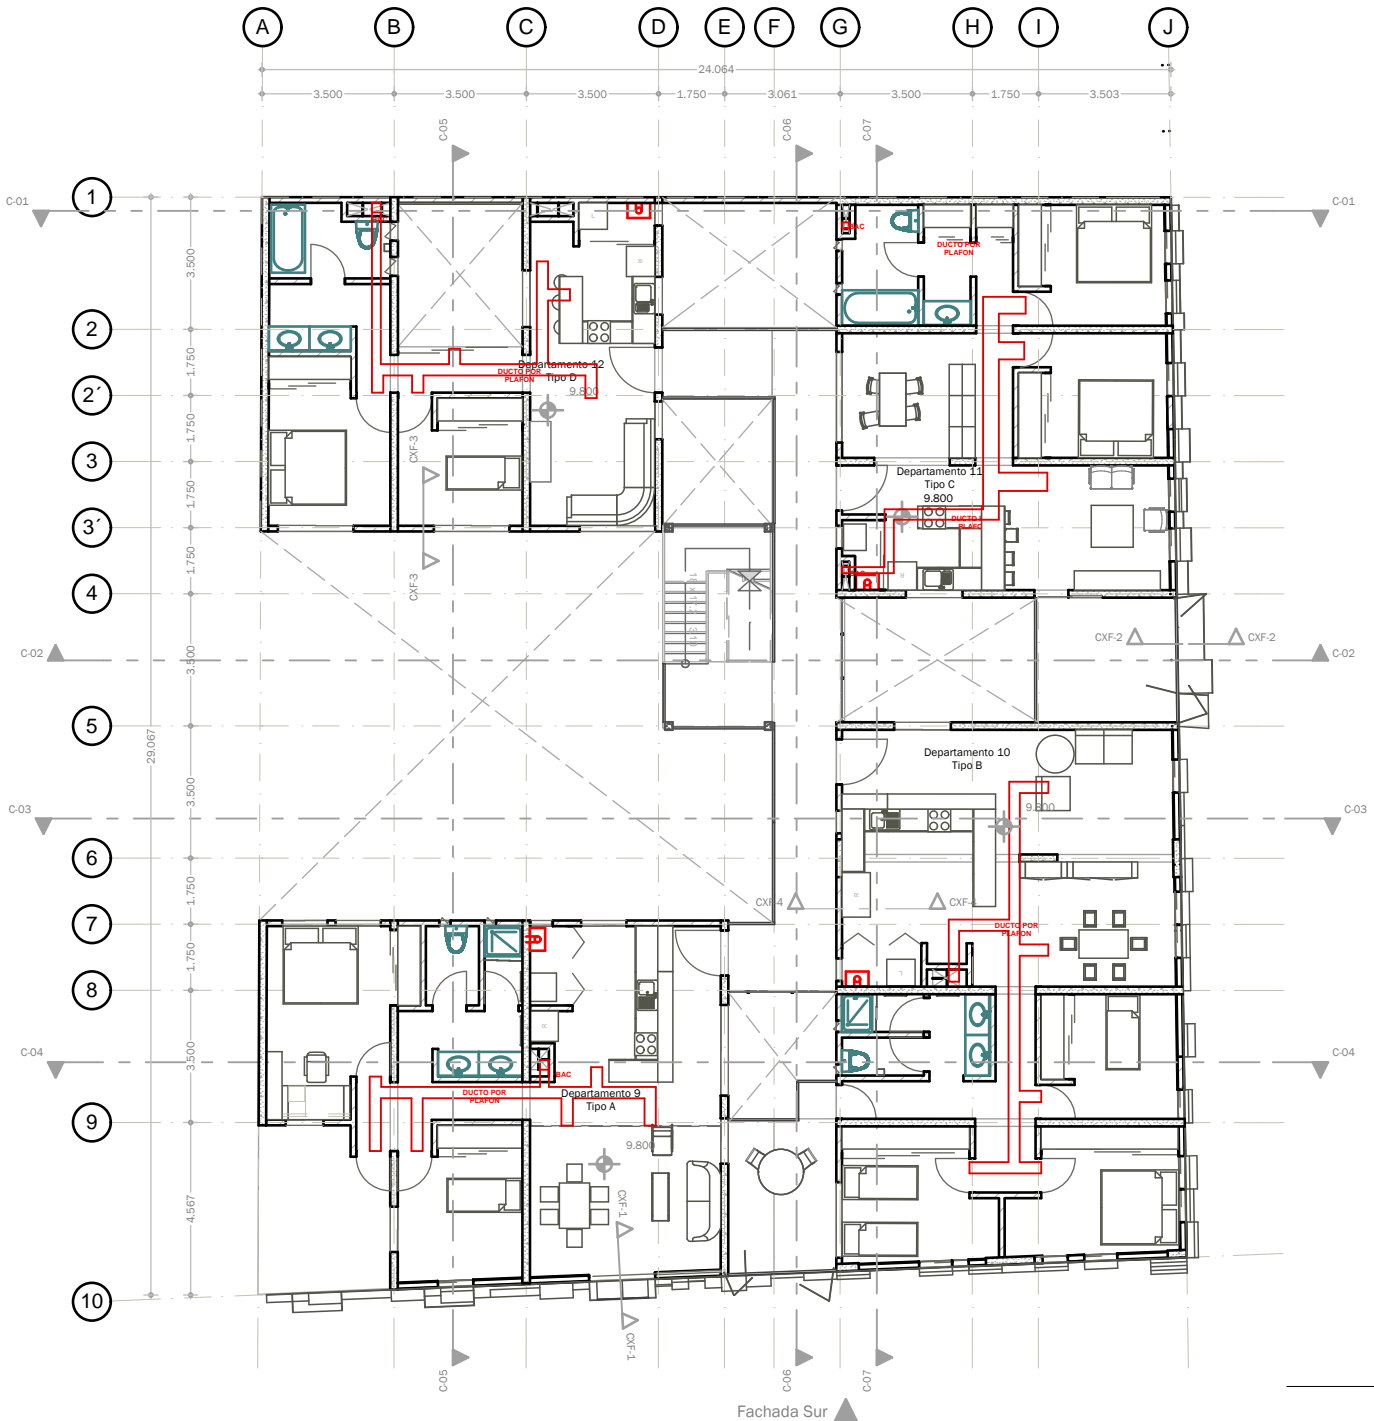 A B C D E F G H I J
24.064
3.500 3.500 3.500 1.750 3.061 3.500 1.750 3.503
C-05 C-06 C-07
1
C-01 C-01
BAC
DUCTO POR
PLAFON
3.500
2
1.750
Departamento 12
Tipo D
DUCTO POR
PLAFON
9.800
2´
1.750
CXF-3
3
Departamento 11
Tipo C
9.800
1.750
3´
DUCTO
PLAFO
1.750
CXF-3
4
CXF-2 CXF-2
C-02 C-02
3.500
5
29.067
Departamento 10
Tipo B
3.500
9.800
C-03 C-03
6
1.750
CXF-4 CXF-4
7
DUCTO POR
PLAFON
8
3.500
C-04 C-04
BAC
DUCTO POR
PLAFON
Departamento 9
Tipo A
9
9.800
4.567
CXF-1
10
CXF-1
C-05 C-06 C-07
Fachada Sur